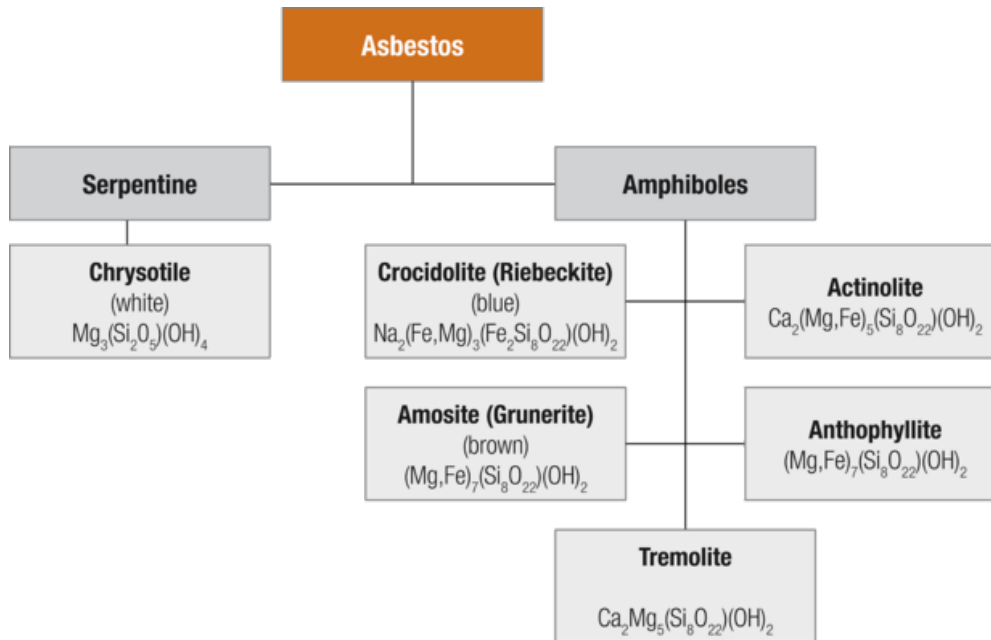 Asbestos
Serpentine
Amphiboles
Chrysotile
(white)
Mg₃(Si₂O₅)(OH)₄
Crocidolite (Riebeckite)
(blue)
Na₂(Fe,Mg)₃(Fe₂Si₈O₂₂)(OH)₂
Actinolite
Ca₂(Mg,Fe)₅(Si₈O₂₂)(OH)₂
Amosite (Grunerite)
(brown)
(Mg,Fe)₇(Si₈O₂₂)(OH)₂
Anthophyllite
(Mg,Fe)₇(Si₈O₂₂)(OH)₂
Tremolite
Ca₂Mg₅(Si₈O₂₂)(OH)₂